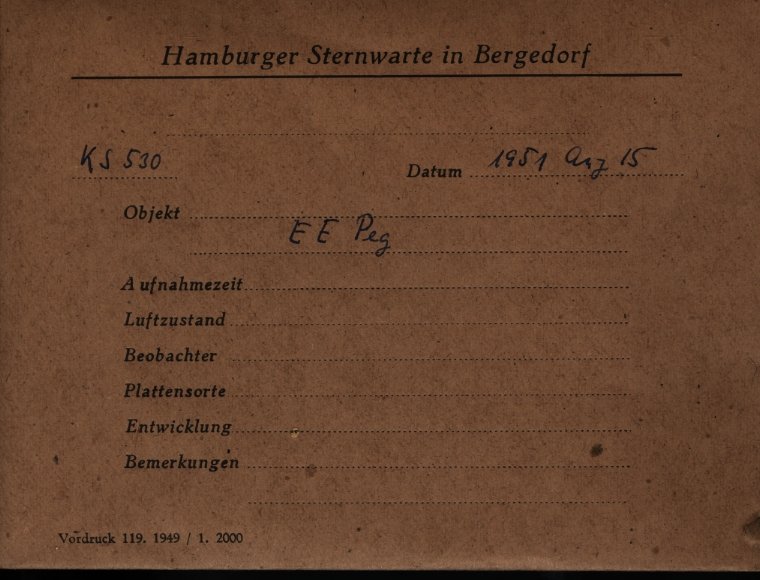 Hamburger Sternwarte in Bergedorf
KS 530
Datum 1951 Aug 15
Objekt
EE Peg
Aufnahmezeit
Luftzustand
Beobachter
Plattensorte
Entwicklung
Bemerkungen
Vordruck 119. 1949 / 1. 2000